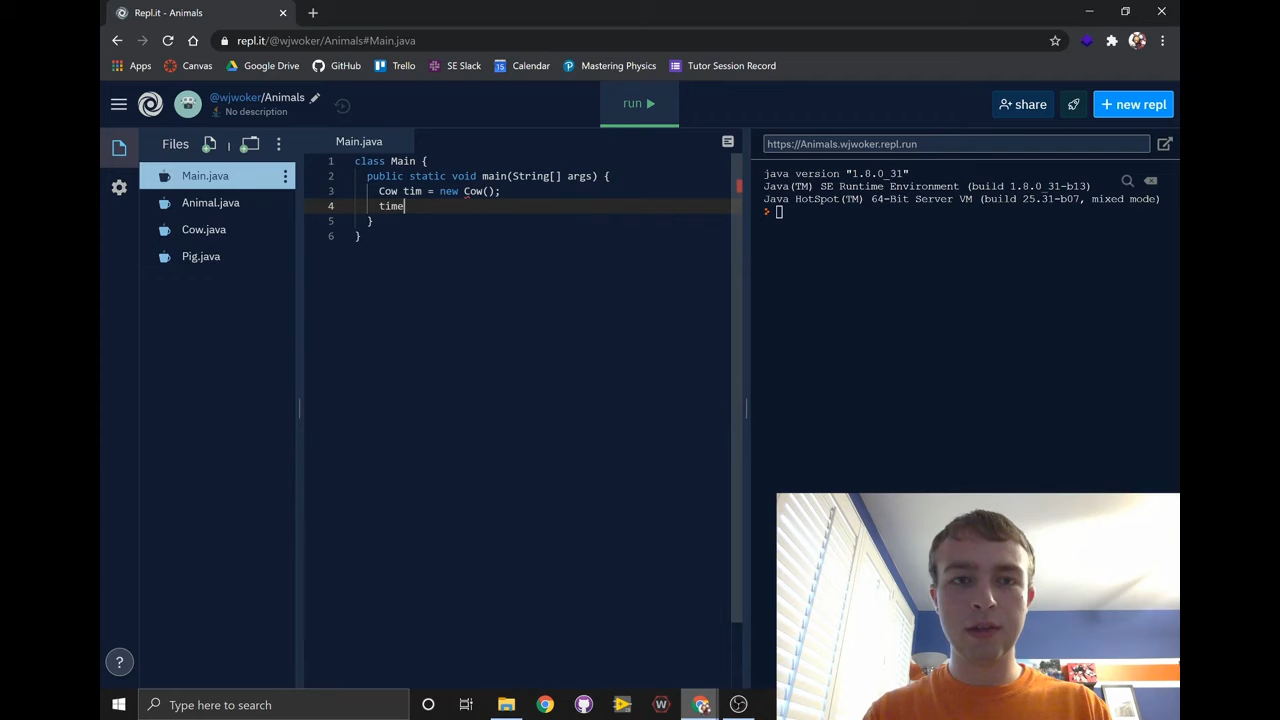 Repl.it - Animals
repl.it/@wjwoker/Animals#Main.java
Apps Canvas Google Drive GitHub Trello SE Slack 15 Calendar Mastering Physics Tutor Session Record
@wjwoker/Animals
No description
run
share
+ new repl
Files
Main.java
https://Animals.wjwoker.repl.run
Main.java
Animal.java
Cow.java
Pig.java
1 class Main {
2 public static void main(String[] args) {
3 Cow tim = new Cow();
4 time
5 }
6 }
java version "1.8.0_31"
Java(TM) SE Runtime Environment (build 1.8.0_31-b13)
Java HotSpot(TM) 64-Bit Server VM (build 25.31-b07, mixed mode)
>
?
Type here to search
W